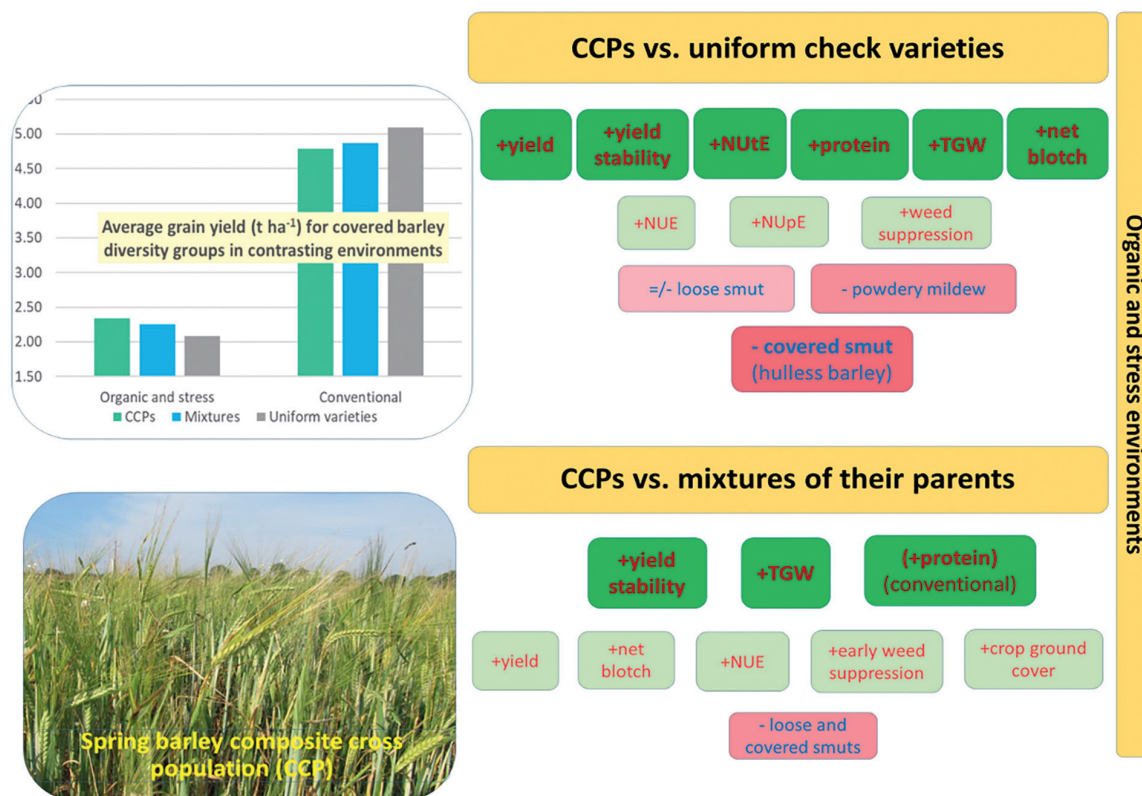 CCPs vs. uniform check varieties
5.00
4.50
4.00
3.50
3.00
2.50
2.00
1.50
Average grain yield (t ha⁻¹) for covered barley
diversity groups in contrasting environments
Organic and stress
Conventional
CCPs
Mixtures
Uniform varieties
+yield
+yield
stability
+NUtE
+protein
+TGW
+net
blotch
+NUE
+NUpE
+weed
suppression
=/- loose smut
- powdery mildew
- covered smut
(hulless barley)
CCPs vs. mixtures of their parents
+yield
stability
+TGW
(+protein)
(conventional)
+yield
+net
blotch
+NUE
+early weed
suppression
+crop ground
cover
- loose and
covered smuts
Spring barley composite cross
population (CCP)
Organic and stress environments